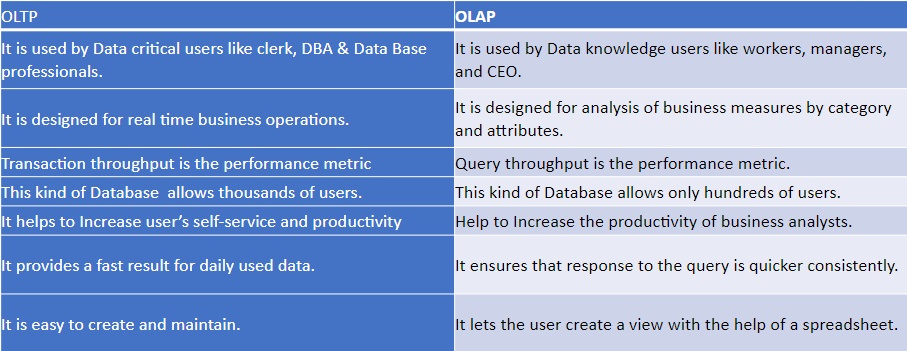 OLTP
OLAP
It is used by Data critical users like clerk, DBA & Data Base
professionals.
It is used by Data knowledge users like workers, managers,
and CEO.
It is designed for real time business operations.
It is designed for analysis of business measures by category
and attributes.
Transaction throughput is the performance metric
Query throughput is the performance metric.
This kind of Database  allows thousands of users.
This kind of Database allows only hundreds of users.
It helps to Increase user’s self-service and productivity
Help to Increase the productivity of business analysts.
It provides a fast result for daily used data.
It ensures that response to the query is quicker consistently.
It is easy to create and maintain.
It lets the user create a view with the help of a spreadsheet.